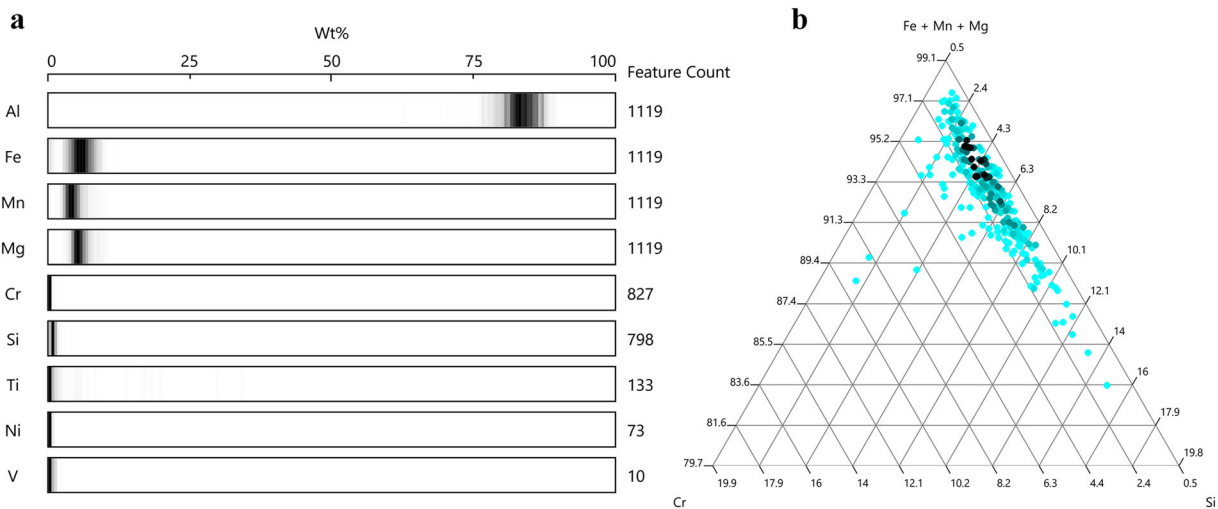 a
Wt%
0 25 50 75 100
Feature Count
Al 1119
Fe 1119
Mn 1119
Mg 1119
Cr 827
Si 798
Ti 133
Ni 73
V 10
b
Fe + Mn + Mg
99.1 0.5
97.1 2.4
95.2 4.3
93.3 6.3
91.3 8.2
89.4 10.1
87.4 12.1
85.5 14
83.6 16
81.6 17.9
79.7 19.8
19.9 17.9 16 14 12.1 10.2 8.2 6.3 4.4 2.4 0.5
Cr Si